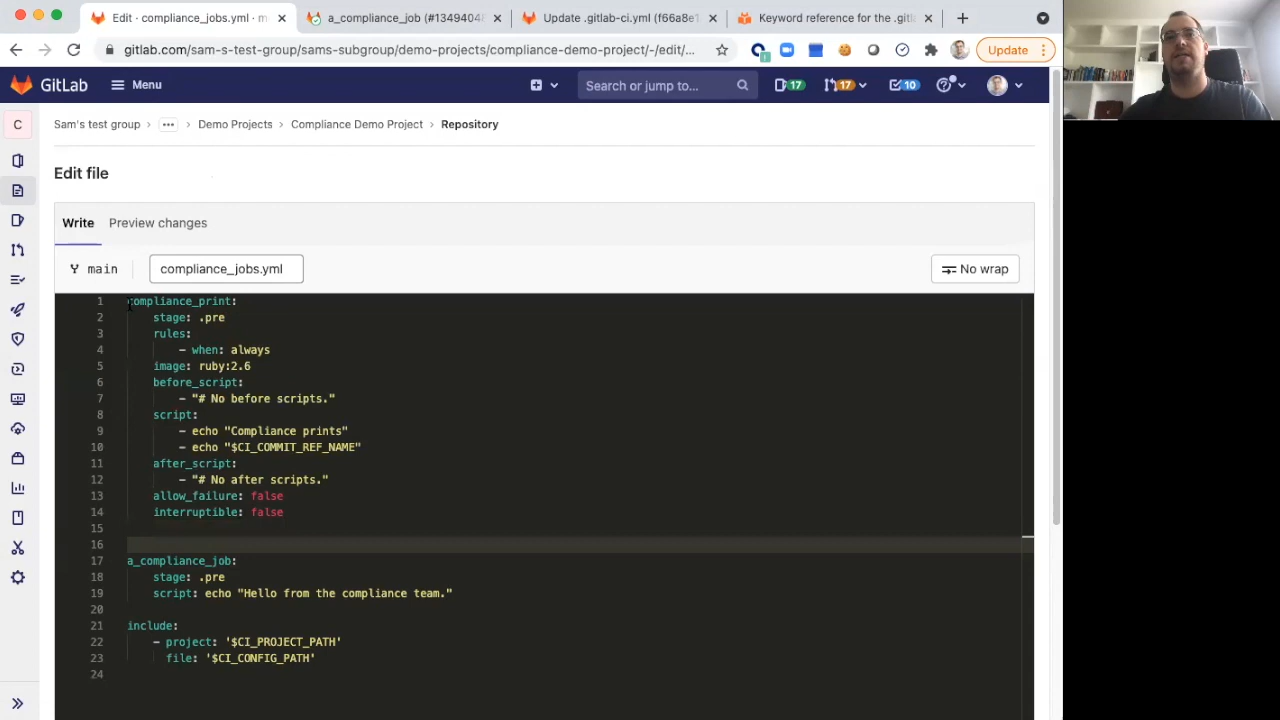 Edit · compliance_jobs.yml · m
a_compliance_job (#1349404
Update .gitlab-ci.yml (f66a8e1
Keyword reference for the .gitl
gitlab.com/sam-s-test-group/sams-subgroup/demo-projects/compliance-demo-project/-/edit/...
Update
GitLab
Menu
Search or jump to...
17
17
10
C
Sam's test group › ••• › Demo Projects › Compliance Demo Project › Repository
Edit file
Write
Preview changes
main
compliance_jobs.yml
No wrap
1 compliance_print:
2 stage: .pre
3 rules:
4 - when: always
5 image: ruby:2.6
6 before_script:
7 - "# No before scripts."
8 script:
9 - echo "Compliance prints"
10 - echo "$CI_COMMIT_REF_NAME"
11 after_script:
12 - "# No after scripts."
13 allow_failure: false
14 interruptible: false
15
16
17 a_compliance_job:
18 stage: .pre
19 script: echo "Hello from the compliance team."
20
21 include:
22 - project: '$CI_PROJECT_PATH'
23 file: '$CI_CONFIG_PATH'
24